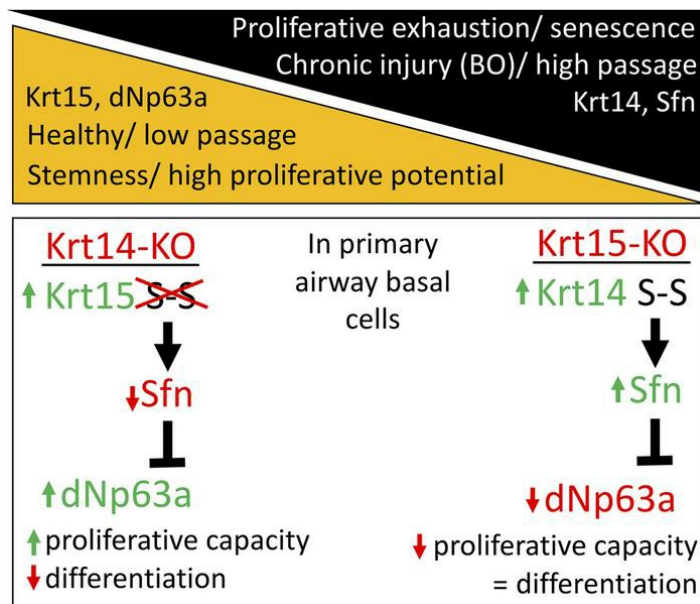 Proliferative exhaustion/ senescence
Chronic injury (BO)/ high passage
Krt14, Sfn
Krt15, dNp63a
Healthy/ low passage
Stemness/ high proliferative potential
Krt14-KO
Krt15 S-S
Sfn
dNp63a
proliferative capacity
differentiation
In primary
airway basal
cells
Krt15-KO
Krt14 S-S
Sfn
dNp63a
proliferative capacity
= differentiation